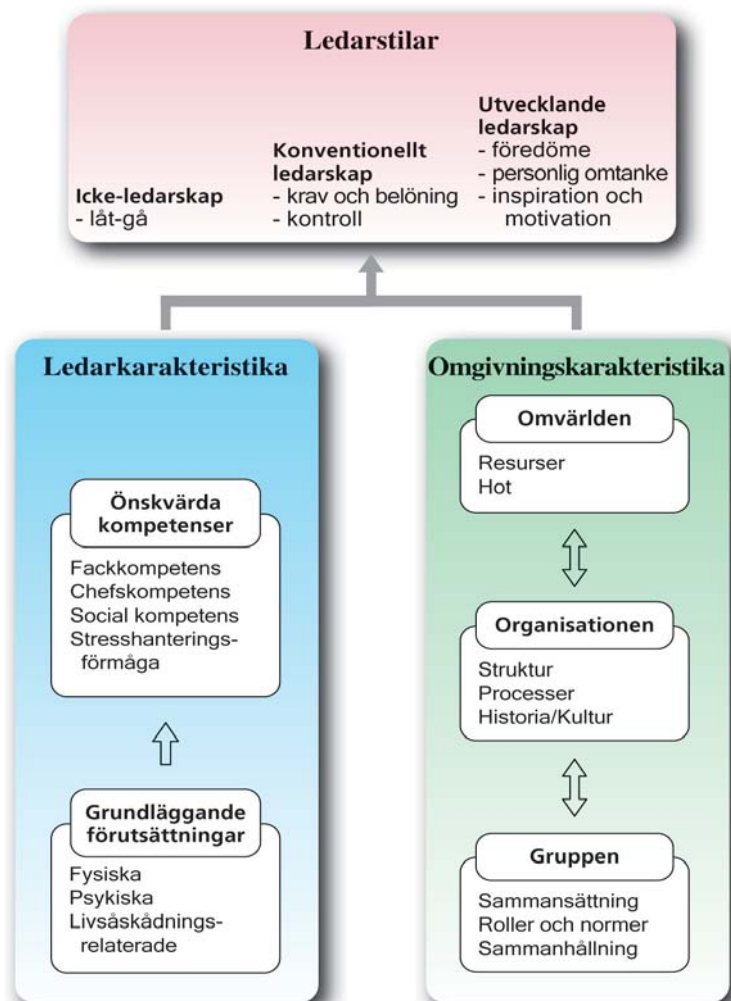 Ledarstilar
Icke-ledarskap
- låt-gå
Konventionellt
ledarskap
- krav och belöning
- kontroll
Utvecklande
ledarskap
- föredöme
- personlig omtanke
- inspiration och
motivation
Ledarkarakteristika
Önskvärda
kompetenser
Fackkompetens
Chefskompetens
Social kompetens
Stresshanterings-
förmåga
Grundläggande
förutsättningar
Fysiska
Psykiska
Livsåskådnings-
relaterade
Omgivningskarakteristika
Omvärlden
Resurser
Hot
Organisationen
Struktur
Processer
Historia/Kultur
Gruppen
Sammansättning
Roller och normer
Sammanhållning